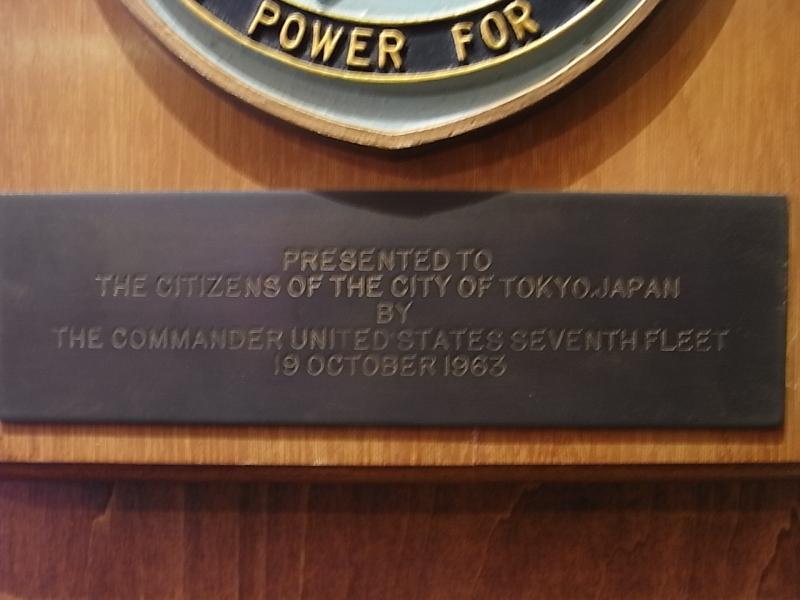 POWER FOR
PRESENTED TO
THE CITIZENS OF THE CITY OF TOKYO.JAPAN
BY
THE COMMANDER UNITED STATES SEVENTH FLEET
19 OCTOBER 1963